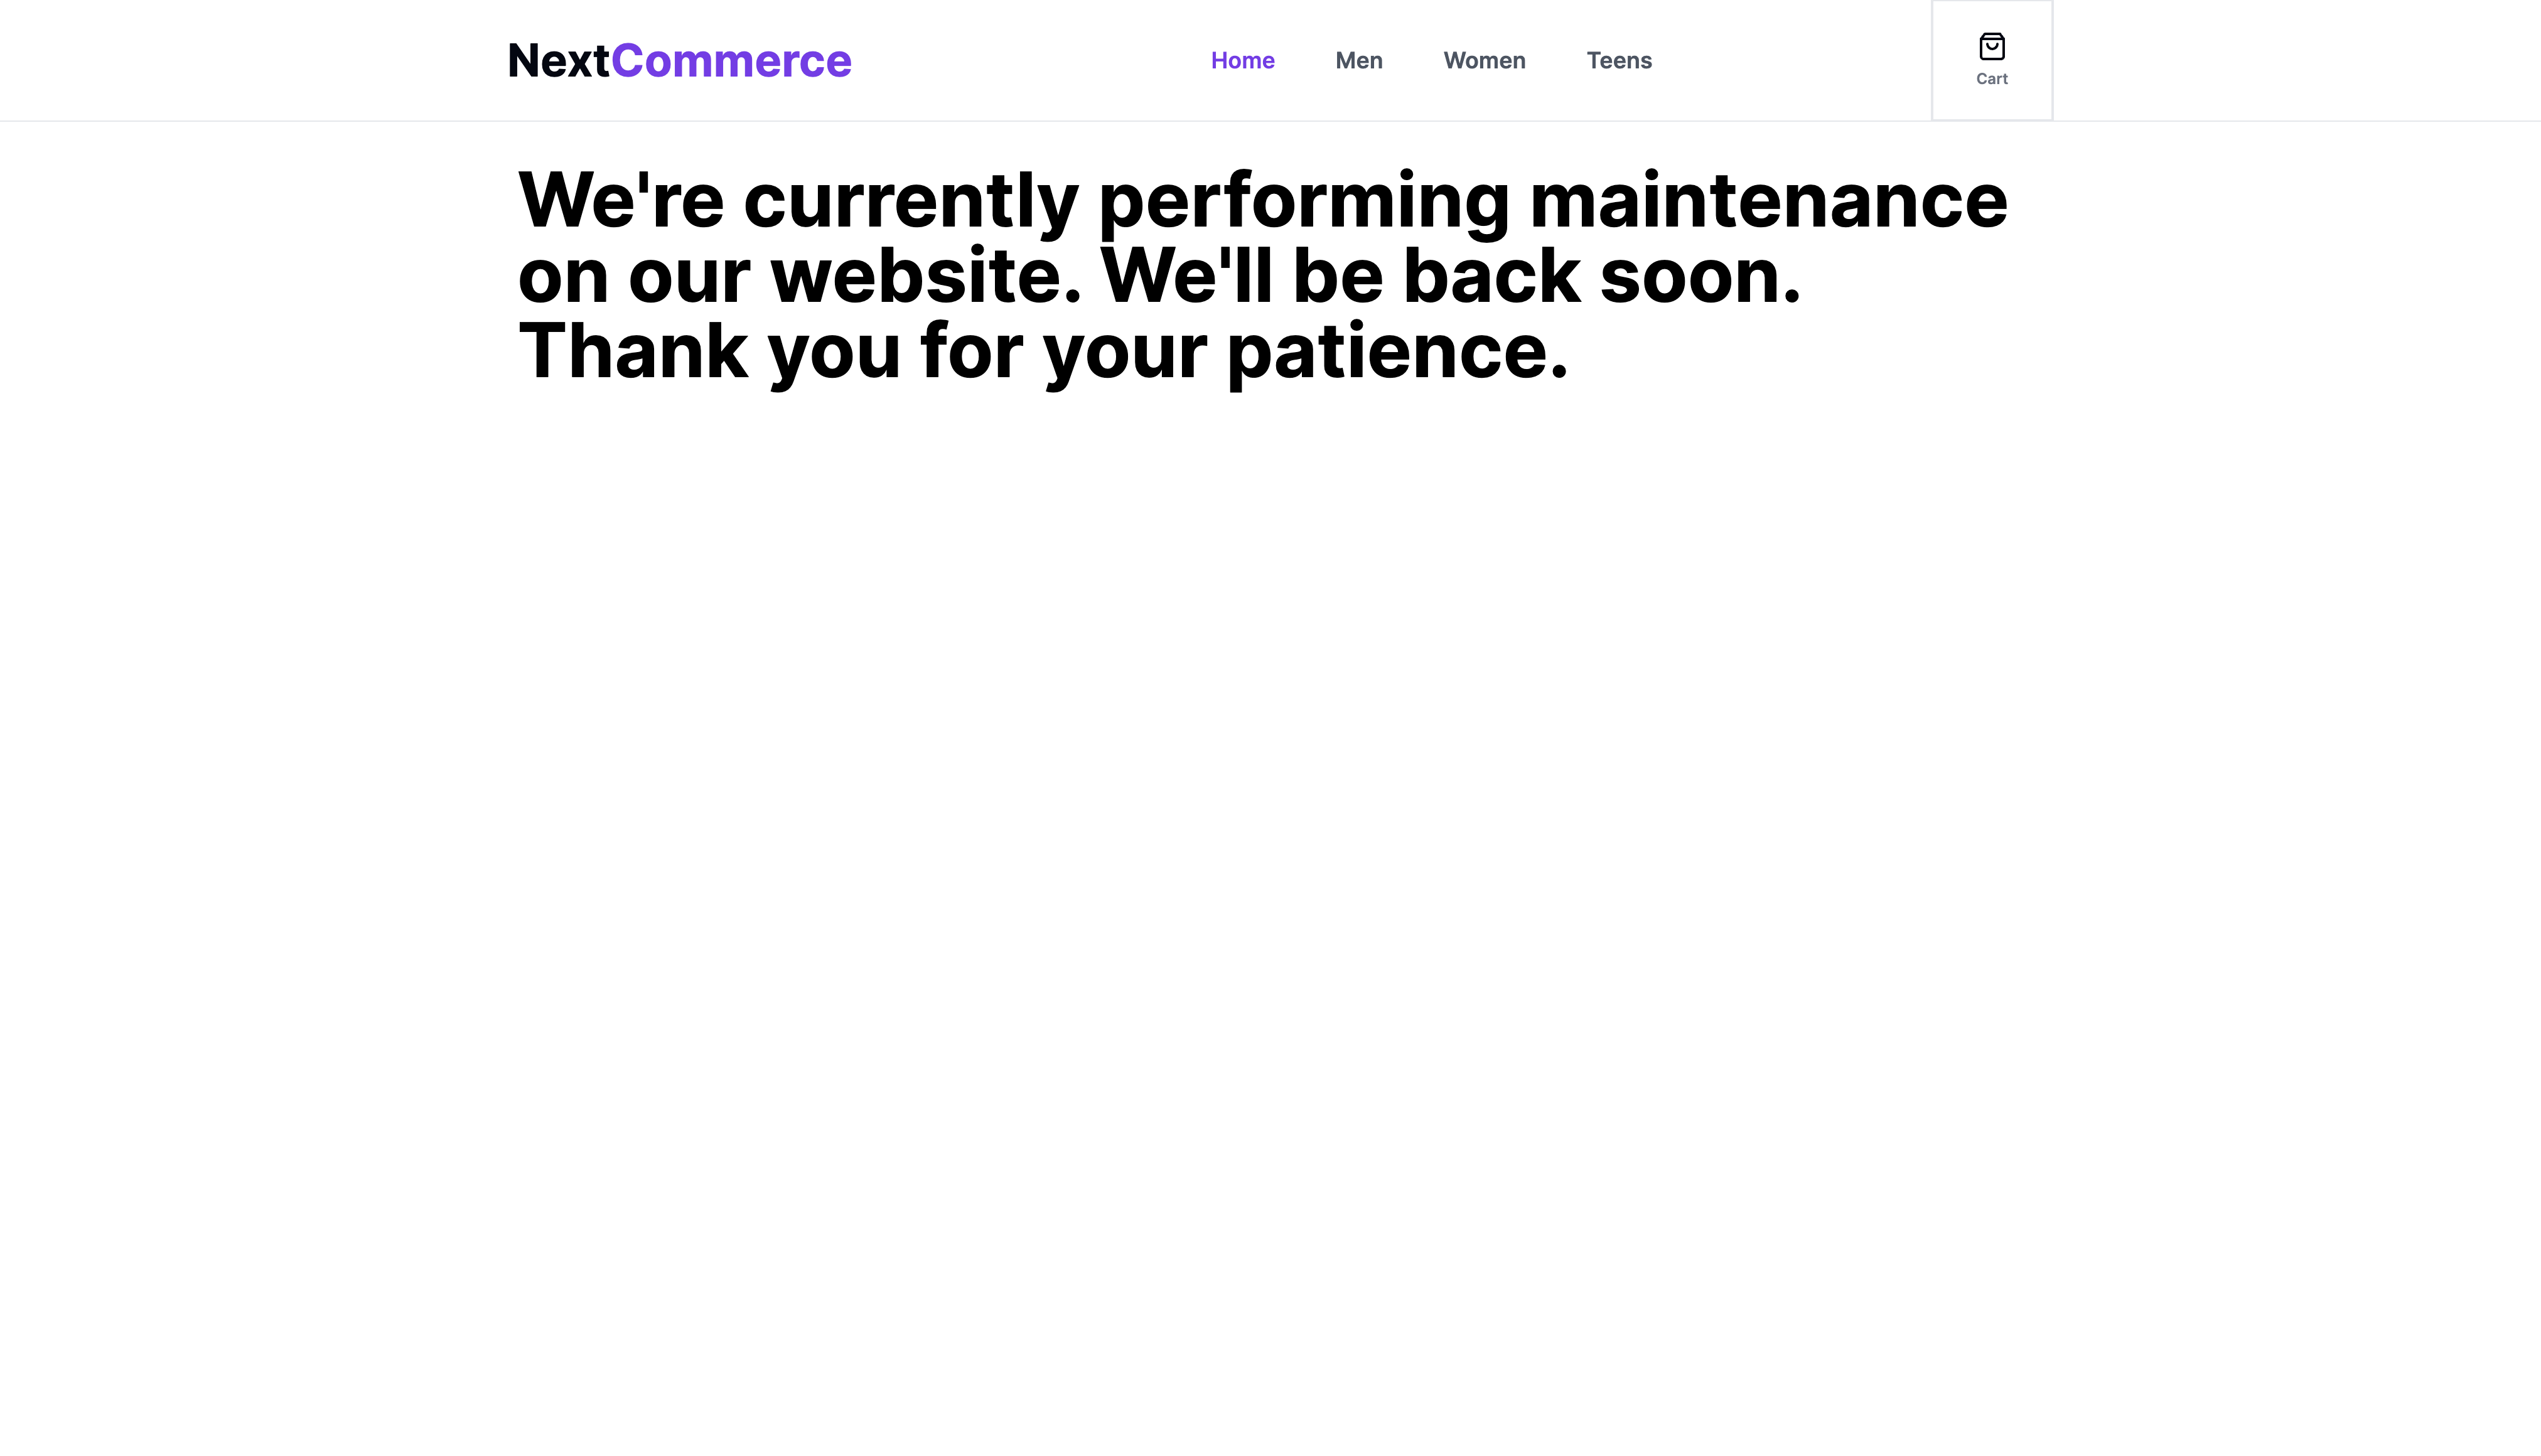 NextCommerce
Home
Men
Women
Teens
Cart
We're currently performing maintenance
on our website. We'll be back soon.
Thank you for your patience.